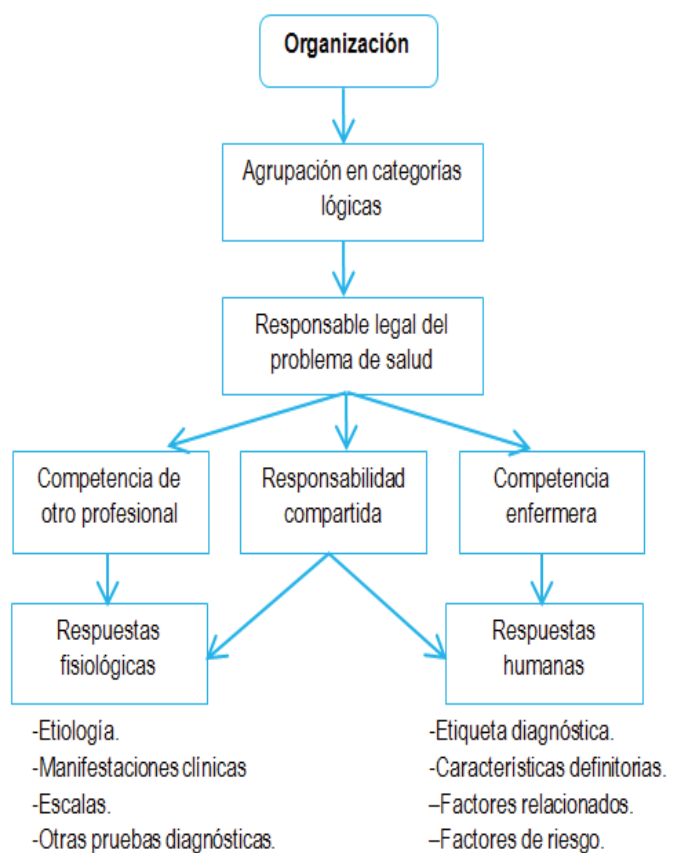 Organización
Agrupación en categorías
lógicas
Responsable legal del
problema de salud
Competencia de
otro profesional
Responsabilidad
compartida
Competencia
enfermera
Respuestas
fisiológicas
Respuestas
humanas
-Etiología.
-Manifestaciones clínicas
-Escalas.
-Otras pruebas diagnósticas.
-Etiqueta diagnóstica.
-Características definitorias.
–Factores relacionados.
–Factores de riesgo.